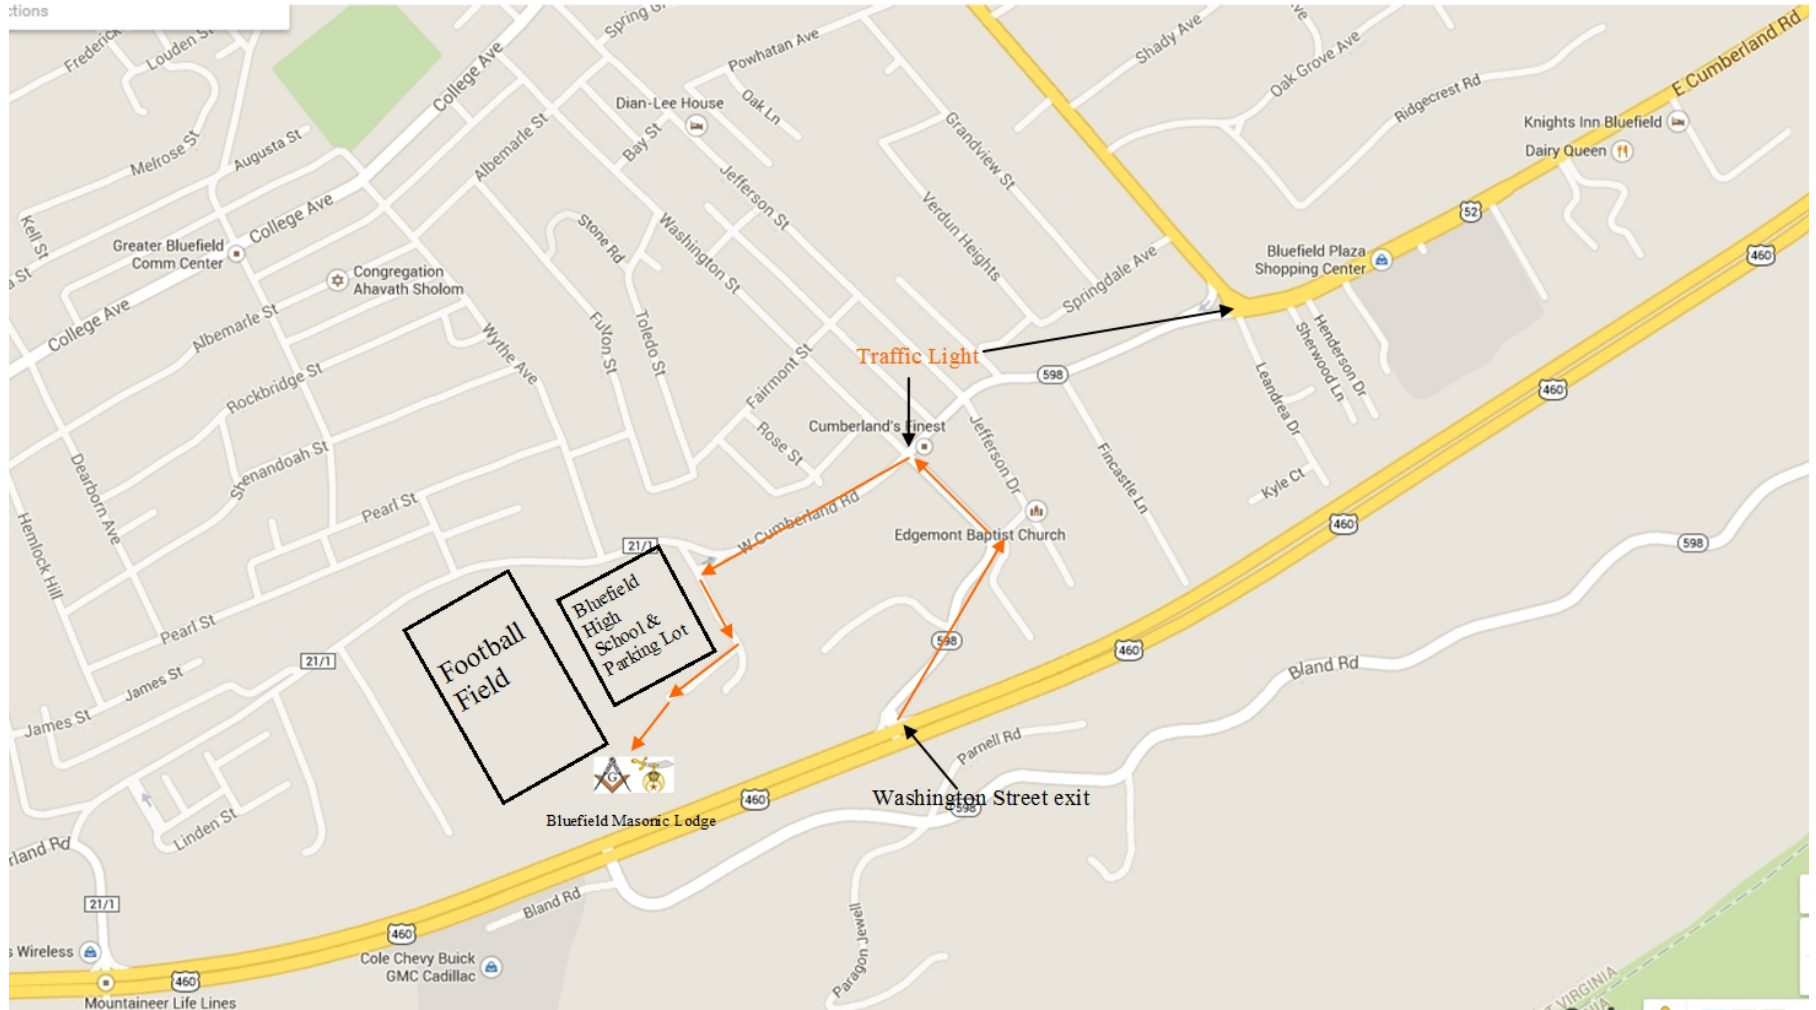 ctions
Frederick
Louden St
Spring G
College Ave
Powhatan Ave
Shady Ave
Oak Grove Ave
Ridgecrest Rd
E Cumberland Rd
Dian-Lee House
Oak Ln
Bay St
Albemarle St
Melrose St
Augusta St
Grandview St
Knights Inn Bluefield
Dairy Queen
52
Kell St
College Ave
Greater Bluefield
Comm Center
Congregation
Ahavath Sholom
Stone Rd
Jefferson St
Washington St
Verdun Heights
Springdale Ave
Bluefield Plaza
Shopping Center
460
a St
College Ave
Albemarle St
Wythe Ave
Fulton St
Toledo St
Fairmont St
Traffic Light
598
Henderson Dr
Sherwood Ln
Leandrea Dr
460
Rockbridge St
Rose St
Cumberland's Finest
Jefferson Dr
Fincastle Ln
Kyle Ct
Shenandoah St
Dearborn Ave
Pearl St
W Cumberland Rd
Edgemont Baptist Church
460
598
Hemlock Hill
21/1
Bluefield
High
School &
Parking Lot
Football
Field
Pearl St
21/1
598
460
Bland Rd
James St
James St
Parnell Rd
G
460
Washington Street exit
598
Bluefield Masonic Lodge
Linden St
rland Rd
21/1
Bland Rd
460
Paragon Jewell
s Wireless
Cole Chevy Buick
GMC Cadillac
460
Mountaineer Life Lines
T VIRGINIA